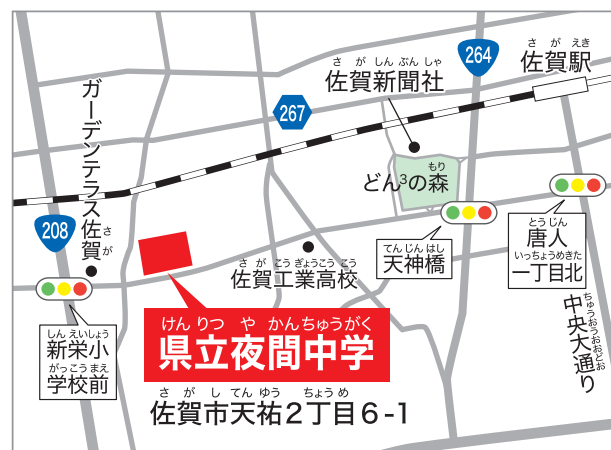 264
さがえき
佐賀駅
さがしんぶんしゃ
佐賀新聞社
267
ガーデンテラス佐賀
さが
もり
どん3の森
208
とうじん
唐人
いっちょうめきた
一丁目北
てんじんはし
天神橋
さがこうぎょうこうこう
佐賀工業高校
ちゅうおうおおどお
中央大通り
しんえいしょう
新栄小
がっこうまえ
学校前
けんりつやかんちゅうがく
県立夜間中学
さがしてんゆうちょうめ
佐賀市天祐2丁目6-1